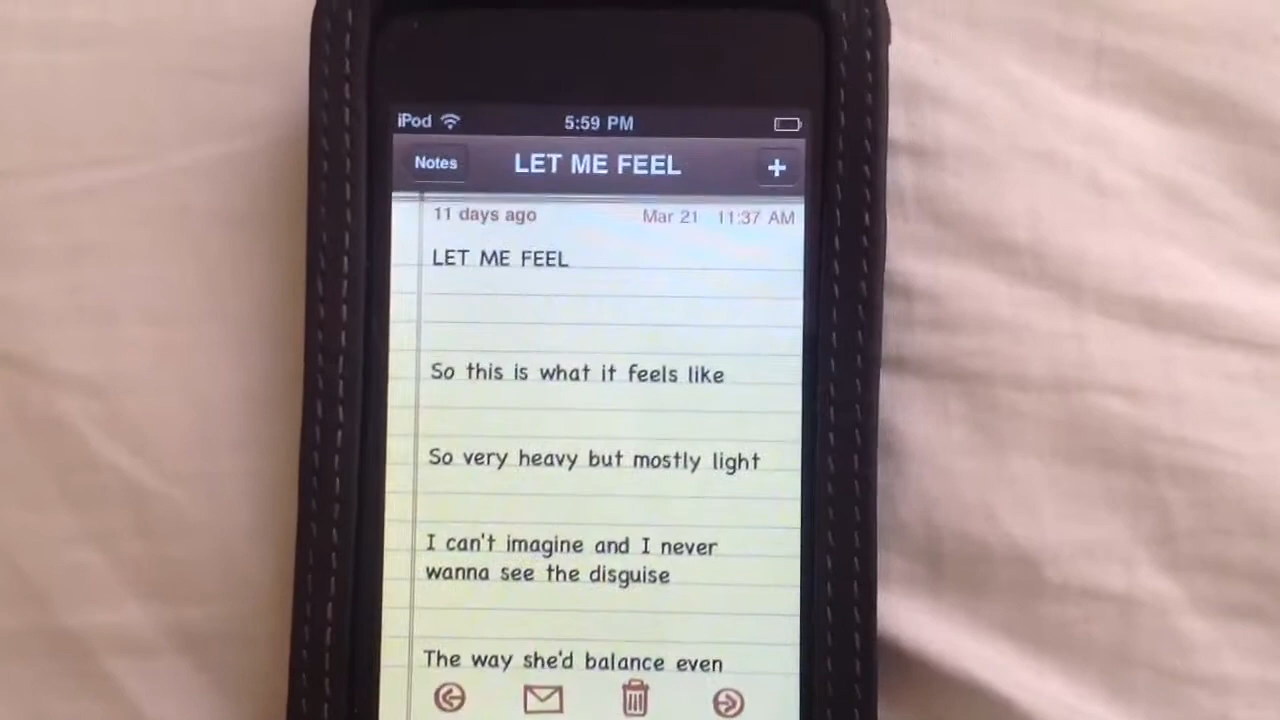 iPod 5:59 PM
Notes LET ME FEEL +
11 days ago Mar 21 11:37 AM
LET ME FEEL
So this is what it feels like
So very heavy but mostly light
I can't imagine and I never
wanna see the disguise
The way she'd balance even